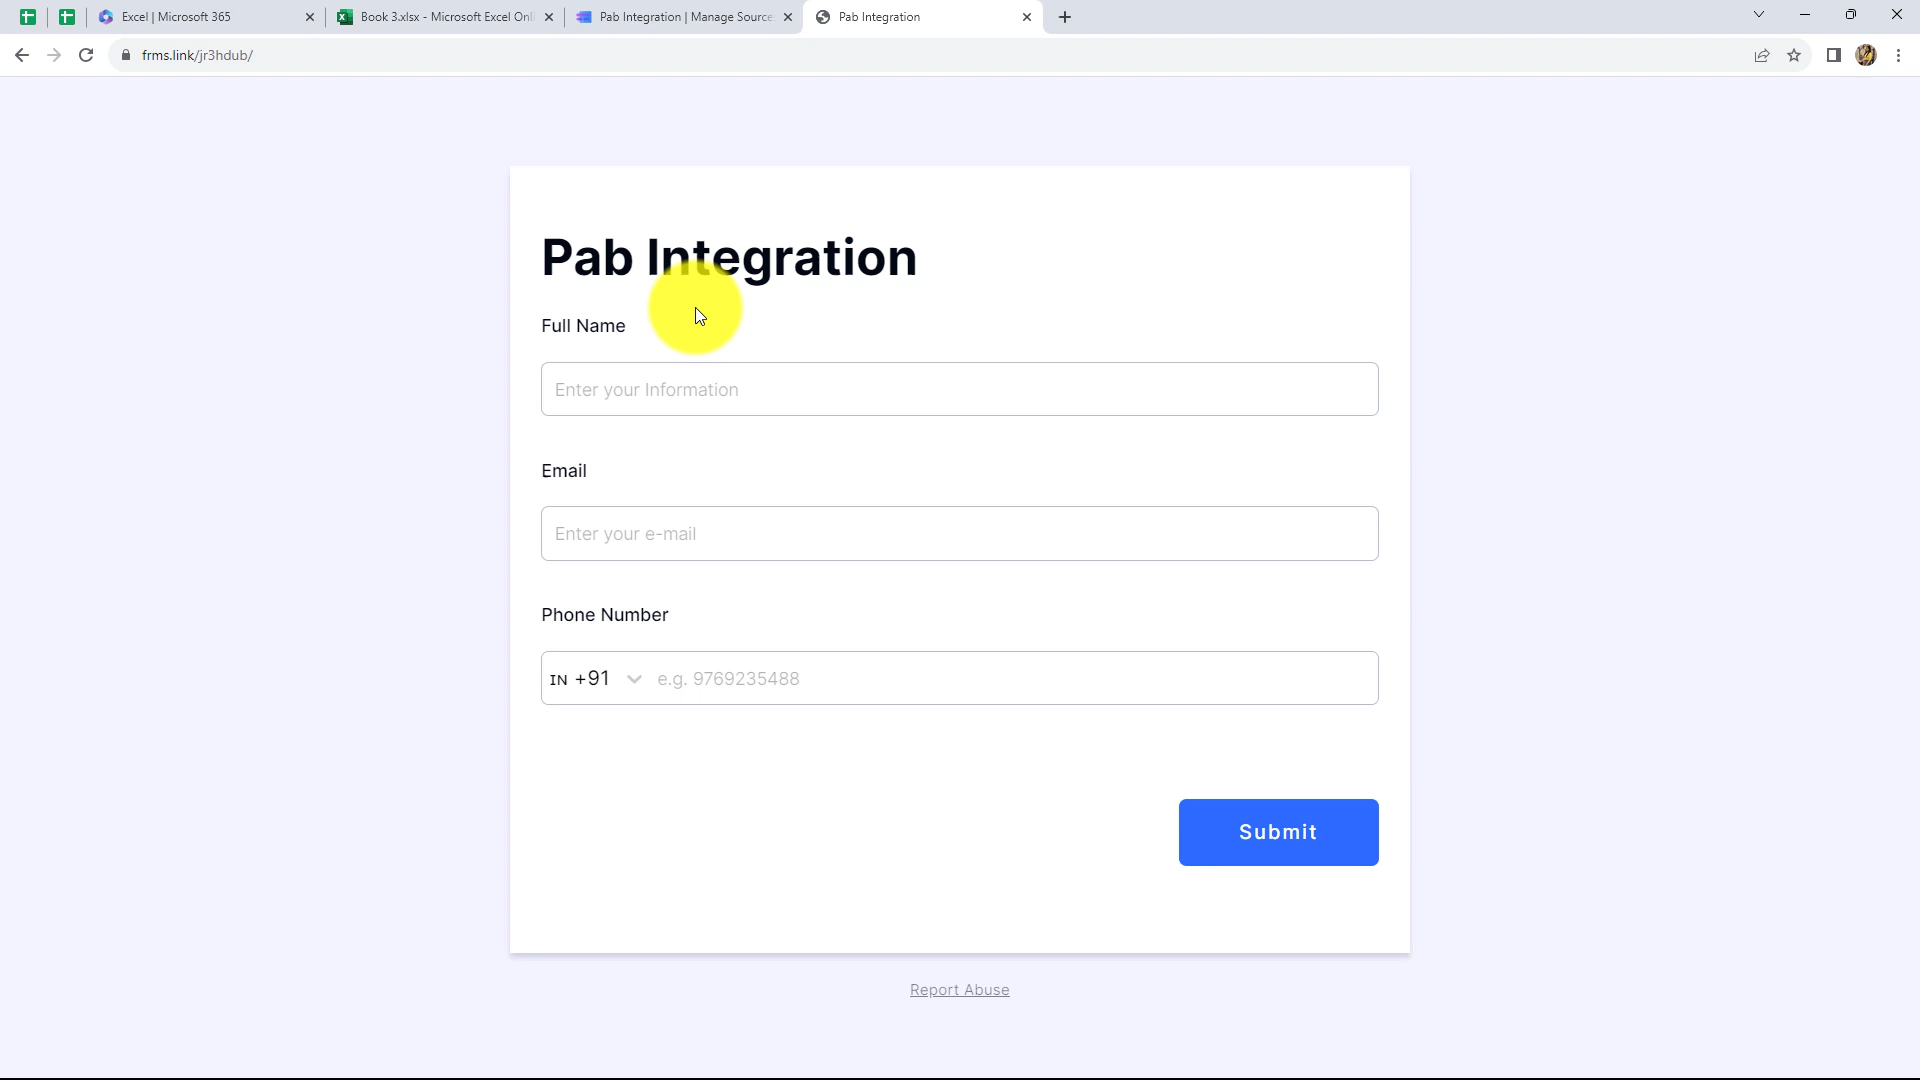 Excel | Microsoft 365
Book 3.xlsx - Microsoft Excel Onl
Pab Integration | Manage Source
Pab Integration
frms.link/jr3hdub/
Pab Integration
Full Name
Enter your Information
Email
Enter your e-mail
Phone Number
IN +91 e.g. 9769235488
Submit
Report Abuse